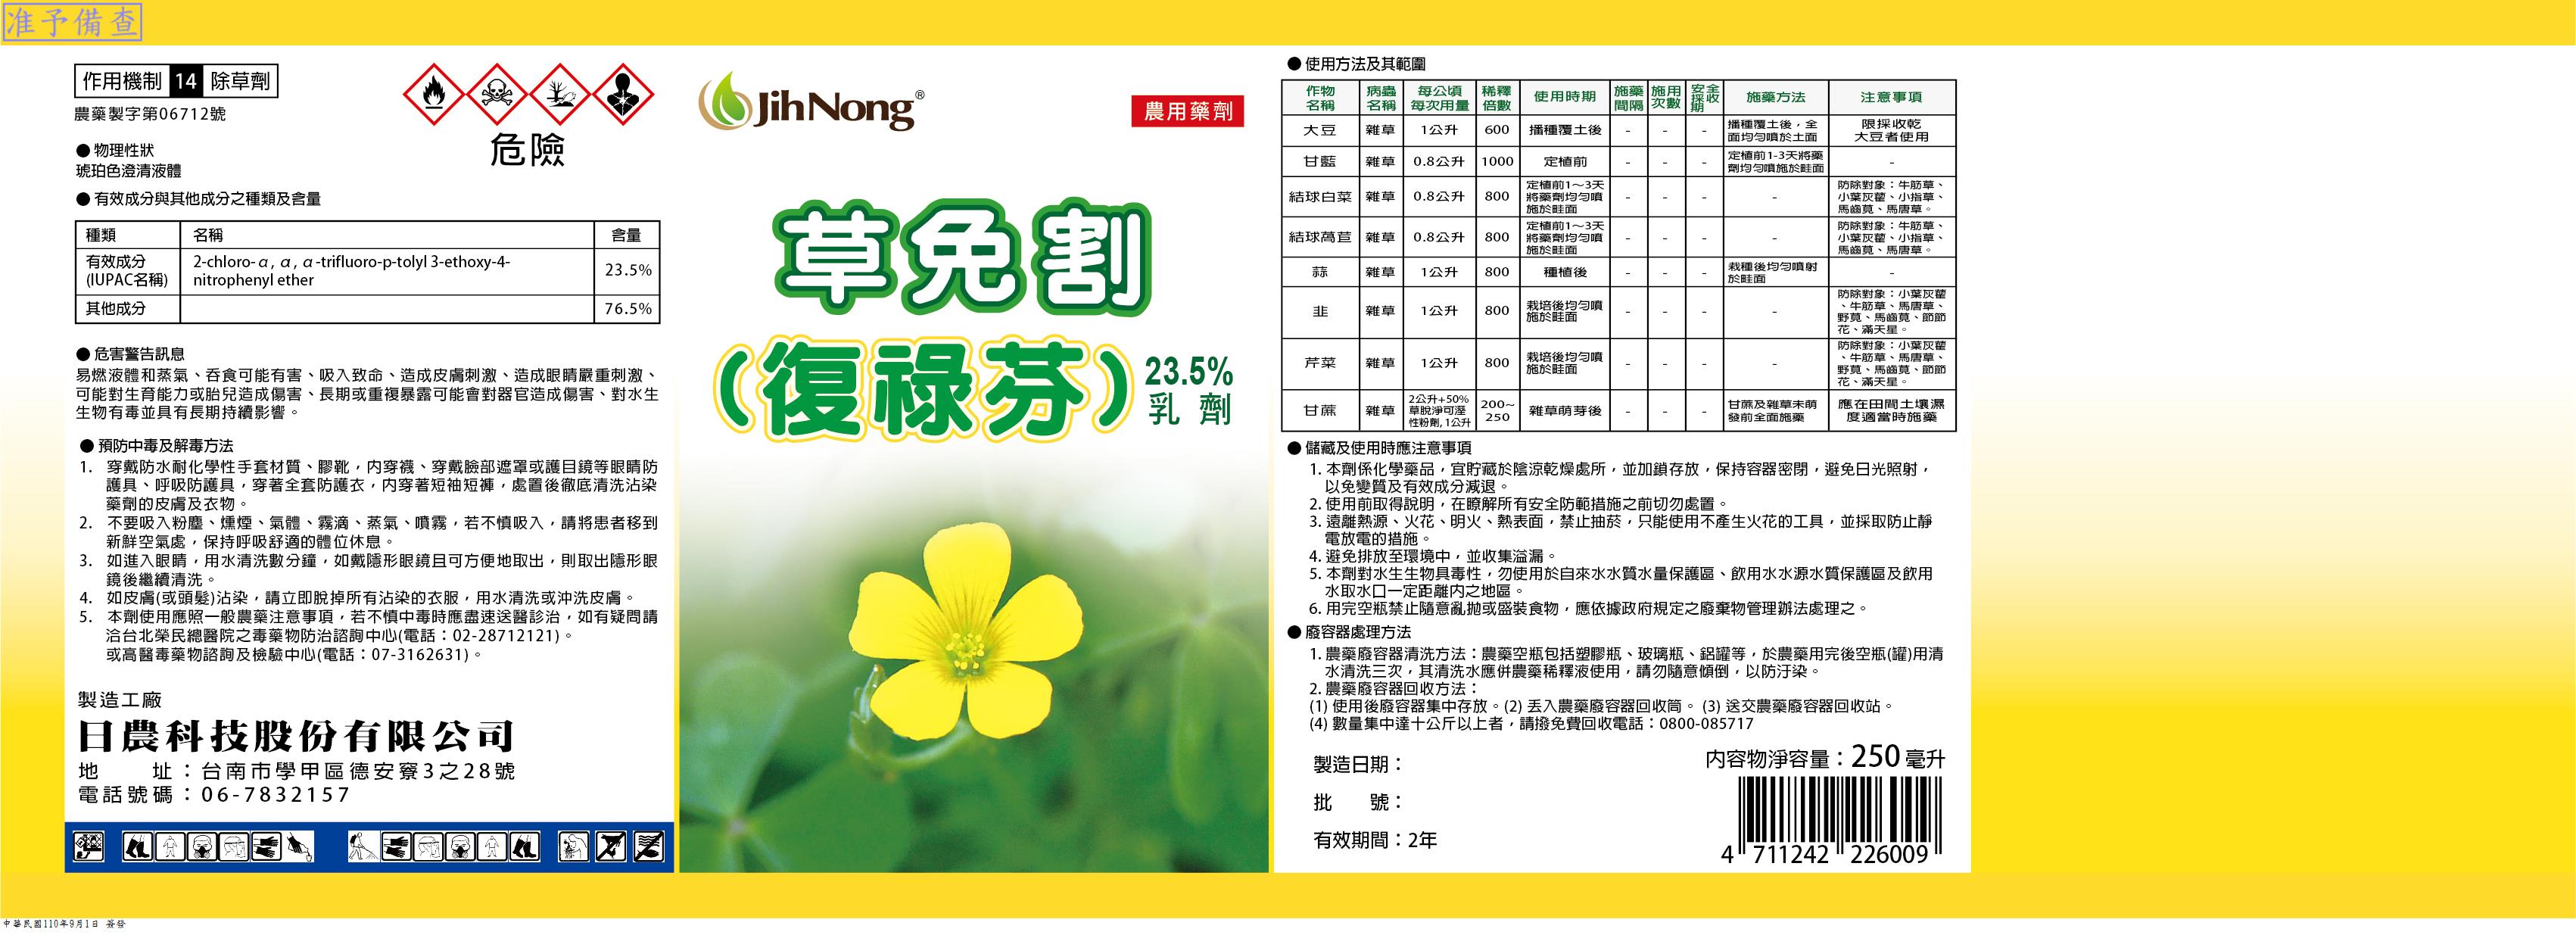 准予備查
作用機制 14 除草劑
農藥製字第06712號
危險
● 物理性狀
琥珀色澄清液體
● 有效成分與其他成分之種類及含量
種類 名稱 含量
有效成分 2-chloro-α, α, α-trifluoro-p-tolyl 3-ethoxy-4- 23.5%
(IUPAC名稱) nitrophenyl ether
其他成分 76.5%
● 危害警告訊息
易燃液體和蒸氣、吞食可能有害、吸入致命、造成皮膚刺激、造成眼睛嚴重刺激、
可能對生育能力或胎兒造成傷害、長期或重複暴露可能會對器官造成傷害、對水生
生物有毒並具有長期持續影響。
● 預防中毒及解毒方法
1. 穿戴防水耐化學性手套材質、膠靴，內穿襪、穿戴臉部遮罩或護目鏡等眼睛防
護具、呼吸防護具，穿著全套防護衣，內穿著短袖短褲，處置後徹底清洗沾染
藥劑的皮膚及衣物。
2. 不要吸入粉塵、燻煙、氣體、霧滴、蒸氣、噴霧，若不慎吸入，請將患者移到
新鮮空氣處，保持呼吸舒適的體位休息。
3. 如進入眼睛，用水清洗數分鐘，如戴隱形眼鏡且可方便地取出，則取出隱形眼
鏡後繼續清洗。
4. 如皮膚(或頭髮)沾染，請立即脫掉所有沾染的衣服，用水清洗或沖洗皮膚。
5. 本劑使用應照一般農藥注意事項，若不慎中毒時應盡速送醫診治，如有疑問請
洽台北榮民總醫院之毒藥物防治諮詢中心(電話：02-28712121)。
或高醫毒藥物諮詢及檢驗中心(電話：07-3162631)。
製造工廠
日農科技股份有限公司
地 址：台南市學甲區德安寮3之28號
電話號碼：06-7832157
Jih Nong®
農用藥劑
草免割
(復祿芬)
23.5%
乳 劑
● 使用方法及其範圍
作物名稱 病蟲名稱 每公頃每次用量 稀釋倍數 使用時期 施藥間隔 施用次數 安全採收期 施藥方法 注意事項
大豆 雜草 1公升 600 播種覆土後 - - - 播種覆土後，全面均勻噴於土面 限採收乾大豆者使用
甘藍 雜草 0.8公升 1000 定植前 - - - 定植前1-3天將藥劑均勻噴施於畦面 -
結球白菜 雜草 0.8公升 800 定植前1～3天將藥劑均勻噴施於畦面 - - - - 防除對象：牛筋草、小葉灰藋、小指草、馬齒莧、馬唐草。
結球萵苣 雜草 0.8公升 800 定植前1～3天將藥劑均勻噴施於畦面 - - - - 防除對象：牛筋草、小葉灰藋、小指草、馬齒莧、馬唐草。
蒜 雜草 1公升 800 種植後 - - - 栽種後均勻噴射於畦面 -
韭 雜草 1公升 800 栽培後均勻噴施於畦面 - - - - 防除對象：小葉灰藋、牛筋草、馬唐草、野莧、馬齒莧、節節花、滿天星。
芹菜 雜草 1公升 800 栽培後均勻噴施於畦面 - - - - 防除對象：小葉灰藋、牛筋草、馬唐草、野莧、馬齒莧、節節花、滿天星。
甘蔗 雜草 2公升+50%草脫淨可溼性粉劑, 1公升 200~250 雜草萌芽後 - - - 甘蔗及雜草未萌發前全面施藥 應在田間土壤濕度適當時施藥
● 儲藏及使用時應注意事項
1. 本劑係化學藥品，宜貯藏於陰涼乾燥處所，並加鎖存放，保持容器密閉，避免日光照射，
以免變質及有效成分減退。
2. 使用前取得說明，在瞭解所有安全防範措施之前切勿處置。
3. 遠離熱源、火花、明火、熱表面，禁止抽菸，只能使用不產生火花的工具，並採取防止靜
電放電的措施。
4. 避免排放至環境中，並收集溢漏。
5. 本劑對水生生物具毒性，勿使用於自來水水質水量保護區、飲用水水源水質保護區及飲用
水取水口一定距離內之地區。
6. 用完空瓶禁止隨意亂拋或盛裝食物，應依據政府規定之廢棄物管理辦法處理之。
● 廢容器處理方法
1. 農藥廢容器清洗方法：農藥空瓶包括塑膠瓶、玻璃瓶、鋁罐等，於農藥用完後空瓶(罐)用清
水清洗三次，其清洗水應併農藥稀釋液使用，請勿隨意傾倒，以防汙染。
2. 農藥廢容器回收方法：
(1) 使用後廢容器集中存放。(2) 丟入農藥廢容器回收筒。 (3) 送交農藥廢容器回收站。
(4) 數量集中達十公斤以上者，請撥免費回收電話：0800-085717
製造日期：
批 號：
有效期間：2年
內容物淨容量：250 毫升
4 711242 226009
中華民國110年9月1日 簽發